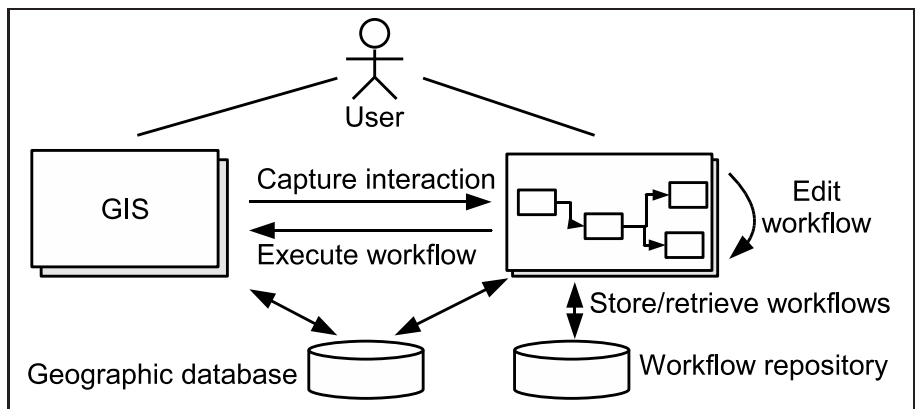 User
GIS
Capture interaction
Execute workflow
Edit
workflow
Store/retrieve workflows
Geographic database
Workflow repository